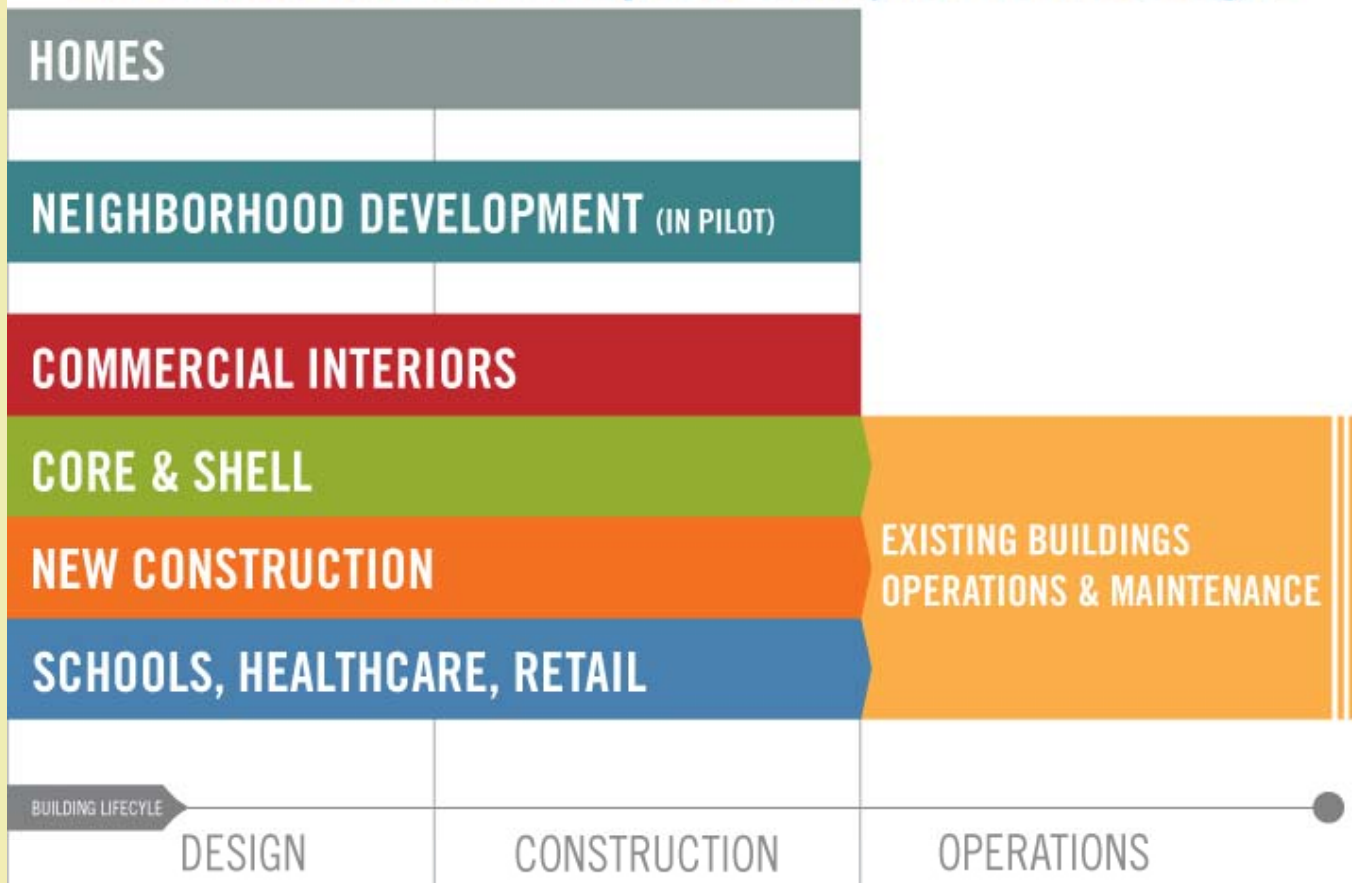 HOMES
NEIGHBORHOOD DEVELOPMENT (IN PILOT)
COMMERCIAL INTERIORS
CORE & SHELL
NEW CONSTRUCTION
SCHOOLS, HEALTHCARE, RETAIL
EXISTING BUILDINGS
OPERATIONS & MAINTENANCE
BUILDING LIFECYLE
DESIGN
CONSTRUCTION
OPERATIONS